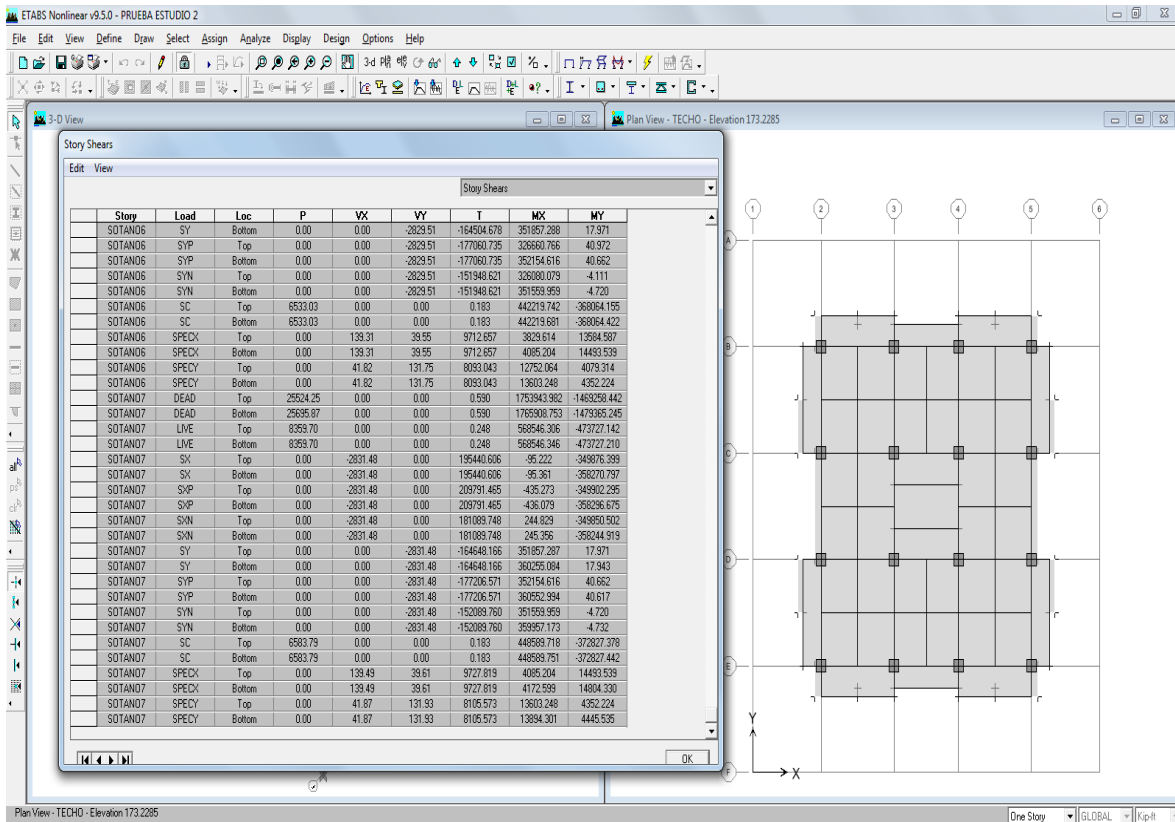 ETABS Nonlinear v9.5.0 - PRUEBA ESTUDIO 2
File Edit View Define Draw Select Assign Analyze Display Design Options Help
3-d
3-D View
Plan View - TECHO - Elevation 173.2285
Story Shears
Edit View
Story Shears
Story Load Loc P VX VY T MX MY
SOTANO6 SY Bottom 0.00 0.00 -2829.51 -164504.678 351857.288 17.971
SOTANO6 SYP Top 0.00 0.00 -2829.51 -177060.735 326660.766 40.972
SOTANO6 SYP Bottom 0.00 0.00 -2829.51 -177060.735 352154.616 40.662
SOTANO6 SYN Top 0.00 0.00 -2829.51 -151948.621 326080.079 -4.111
SOTANO6 SYN Bottom 0.00 0.00 -2829.51 -151948.621 351559.959 -4.720
SOTANO6 SC Top 6533.03 0.00 0.00 0.183 442219.742 -368064.155
SOTANO6 SC Bottom 6533.03 0.00 0.00 0.183 442219.681 -368064.422
SOTANO6 SPECX Top 0.00 139.31 39.55 9712.657 3829.614 13584.587
SOTANO6 SPECX Bottom 0.00 139.31 39.55 9712.657 4085.204 14493.539
SOTANO6 SPECY Top 0.00 41.82 131.75 8093.043 12752.064 4079.314
SOTANO6 SPECY Bottom 0.00 41.82 131.75 8093.043 13603.248 4352.224
SOTANO7 DEAD Top 25524.25 0.00 0.00 0.590 1753943.982 -1469258.442
SOTANO7 DEAD Bottom 25695.87 0.00 0.00 0.590 1765908.753 -1479365.245
SOTANO7 LIVE Top 8359.70 0.00 0.00 0.248 568546.306 -473727.142
SOTANO7 LIVE Bottom 8359.70 0.00 0.00 0.248 568546.346 -473727.210
SOTANO7 SX Top 0.00 -2831.48 0.00 195440.606 -95.222 -349876.399
SOTANO7 SX Bottom 0.00 -2831.48 0.00 195440.606 -95.361 -358270.797
SOTANO7 SXP Top 0.00 -2831.48 0.00 209791.465 -435.273 -349902.295
SOTANO7 SXP Bottom 0.00 -2831.48 0.00 209791.465 -436.079 -358296.675
SOTANO7 SXN Top 0.00 -2831.48 0.00 181089.748 244.829 -349850.502
SOTANO7 SXN Bottom 0.00 -2831.48 0.00 181089.748 245.356 -358244.919
SOTANO7 SY Top 0.00 0.00 -2831.48 -164648.166 351857.287 17.971
SOTANO7 SY Bottom 0.00 0.00 -2831.48 -164648.166 360255.084 17.943
SOTANO7 SYP Top 0.00 0.00 -2831.48 -177206.571 352154.616 40.662
SOTANO7 SYP Bottom 0.00 0.00 -2831.48 -177206.571 360552.994 40.617
SOTANO7 SYN Top 0.00 0.00 -2831.48 -152089.760 351559.959 -4.720
SOTANO7 SYN Bottom 0.00 0.00 -2831.48 -152089.760 359957.173 -4.732
SOTANO7 SC Top 6583.79 0.00 0.00 0.183 448589.718 -372827.378
SOTANO7 SC Bottom 6583.79 0.00 0.00 0.183 448589.751 -372827.442
SOTANO7 SPECX Top 0.00 139.49 39.61 9727.819 4085.204 14493.539
SOTANO7 SPECX Bottom 0.00 139.49 39.61 9727.819 4172.599 14804.330
SOTANO7 SPECY Top 0.00 41.87 131.93 8105.573 13603.248 4352.224
SOTANO7 SPECY Bottom 0.00 41.87 131.93 8105.573 13894.301 4445.535
OK
1 2 3 4 5 6
A
B
C
D
E
F
Y
X
all
ps
clr
Plan View - TECHO - Elevation 173.2285
One Story GLOBAL Kip-ft